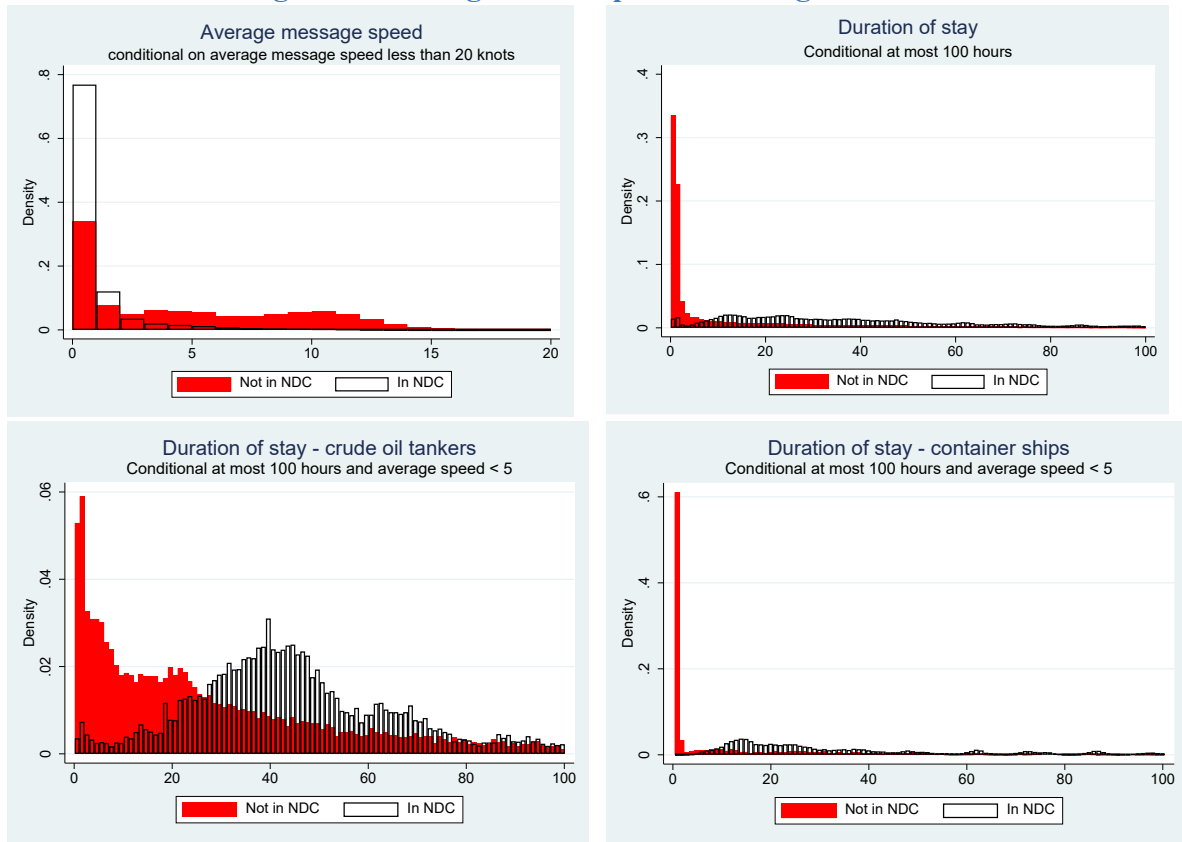 Average message speed
conditional on average message speed less than 20 knots
Density
.8
.6
.4
.2
0
0 5 10 15 20
Not in NDC In NDC
Duration of stay
Conditional at most 100 hours
Density
.4
.3
.2
.1
0
0 20 40 60 80 100
Not in NDC In NDC
Duration of stay - crude oil tankers
Conditional at most 100 hours and average speed < 5
Density
.06
.04
.02
0
0 20 40 60 80 100
Not in NDC In NDC
Duration of stay - container ships
Conditional at most 100 hours and average speed < 5
Density
.6
.4
.2
0
0 20 40 60 80 100
Not in NDC In NDC